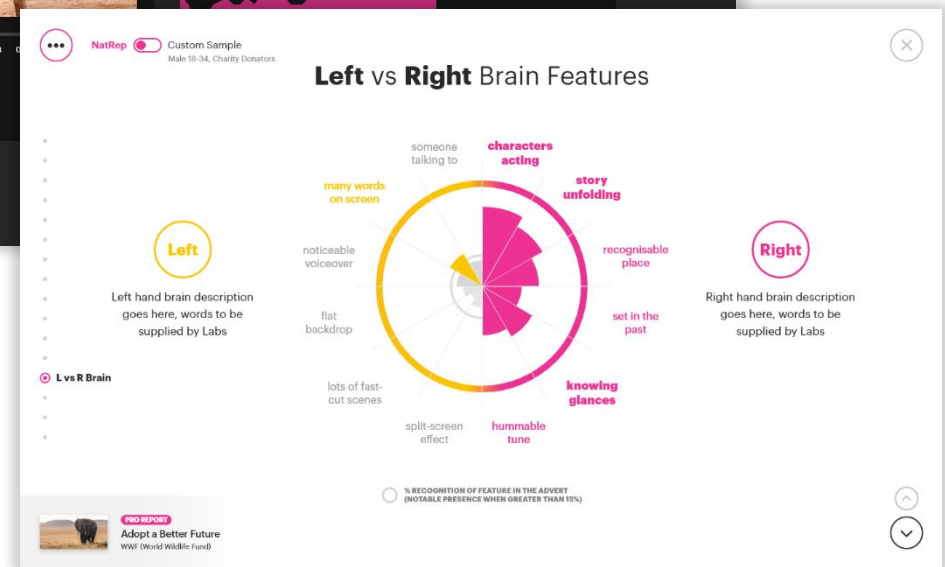 •••
NatRep
Custom Sample
Male 18-34, Charity Donators
Left vs Right Brain Features
someone
talking to
characters
acting
many words
on screen
story
unfolding
noticeable
voiceover
recognisable
place
Left
Right
Left hand brain description
goes here, words to be
supplied by Labs
Right hand brain description
goes here, words to be
supplied by Labs
flat
backdrop
set in the
past
L vs R Brain
lots of fast-
cut scenes
knowing
glances
split-screen
effect
hummable
tune
% RECOGNITION OF FEATURE IN THE ADVERT
(NOTABLE PRESENCE WHEN GREATER THAN 15%)
PRO REPORT
Adopt a Better Future
WWF (World Wildlife Fund)